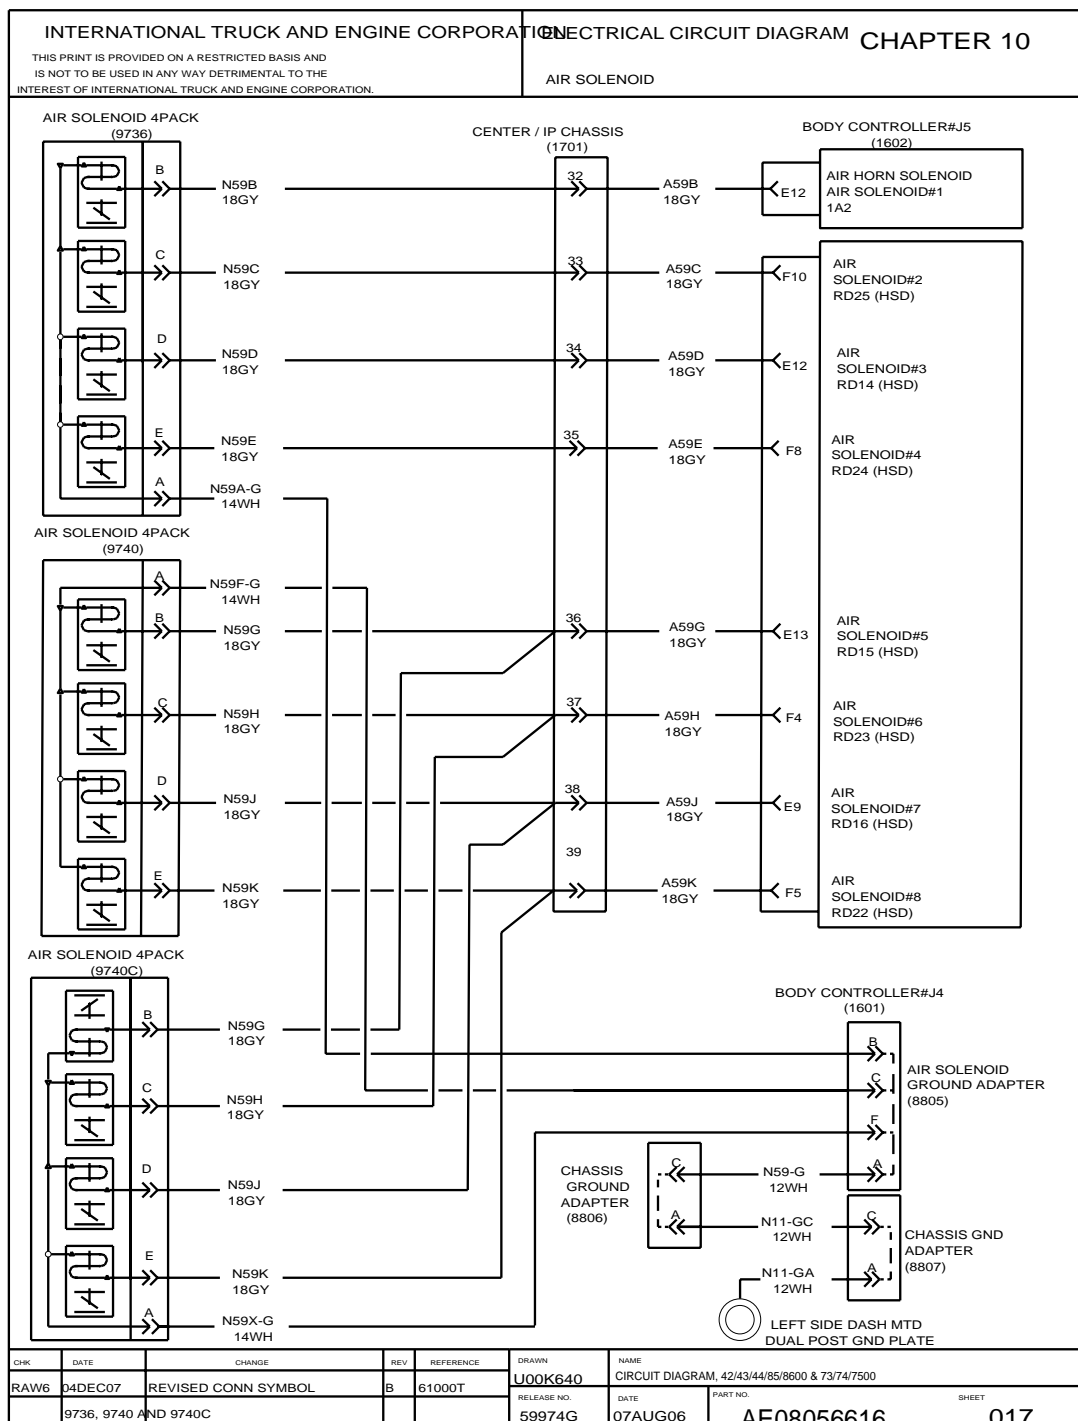 INTERNATIONAL TRUCK AND ENGINE CORPORATION
THIS PRINT IS PROVIDED ON A RESTRICTED BASIS AND
IS NOT TO BE USED IN ANY WAY DETRIMENTAL TO THE
INTEREST OF INTERNATIONAL TRUCK AND ENGINE CORPORATION.
ELECTRICAL CIRCUIT DIAGRAM
CHAPTER 10
AIR SOLENOID
AIR SOLENOID 4PACK
(9736)
CENTER / IP CHASSIS
(1701)
BODY CONTROLLER#J5
(1602)
B
N59B
18GY
32
A59B
18GY
E12
AIR HORN SOLENOID
AIR SOLENOID#1
1A2
C
N59C
18GY
33
A59C
18GY
F10
AIR
SOLENOID#2
RD25 (HSD)
D
N59D
18GY
34
A59D
18GY
E12
AIR
SOLENOID#3
RD14 (HSD)
E
N59E
18GY
35
A59E
18GY
F8
AIR
SOLENOID#4
RD24 (HSD)
A
N59A-G
14WH
AIR SOLENOID 4PACK
(9740)
A
N59F-G
14WH
B
N59G
18GY
36
A59G
18GY
E13
AIR
SOLENOID#5
RD15 (HSD)
C
N59H
18GY
37
A59H
18GY
F4
AIR
SOLENOID#6
RD23 (HSD)
D
N59J
18GY
38
A59J
18GY
E9
AIR
SOLENOID#7
RD16 (HSD)
39
E
N59K
18GY
A59K
18GY
F5
AIR
SOLENOID#8
RD22 (HSD)
AIR SOLENOID 4PACK
(9740C)
B
N59G
18GY
C
N59H
18GY
D
N59J
18GY
E
N59K
18GY
A
N59X-G
14WH
BODY CONTROLLER#J4
(1601)
B
C
F
A
AIR SOLENOID
GROUND ADAPTER
(8805)
CHASSIS
GROUND
ADAPTER
(8806)
C
N59-G
12WH
A
N11-GC
12WH
C
CHASSIS GND
ADAPTER
(8807)
N11-GA
12WH
A
LEFT SIDE DASH MTD
DUAL POST GND PLATE
CHK DATE CHANGE REV REFERENCE
RAW6 04DEC07 REVISED CONN SYMBOL B 61000T
9736, 9740 AND 9740C
DRAWN
U00K640
NAME
CIRCUIT DIAGRAM, 42/43/44/85/8600 & 73/74/7500
RELEASE NO.
59974G
DATE
07AUG06
PART NO.
AE08056616
SHEET
017